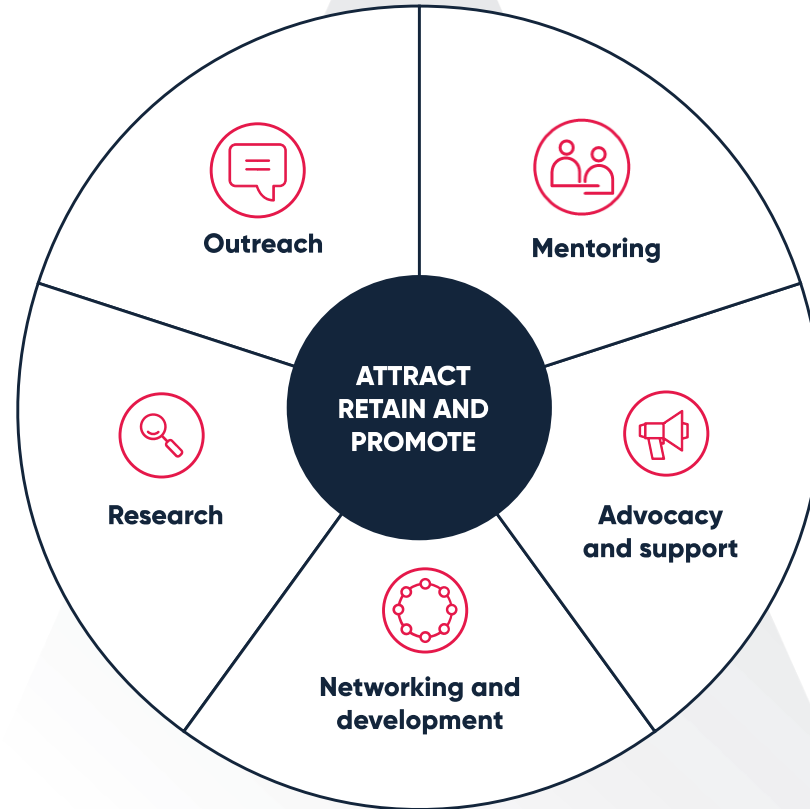 Outreach
Mentoring
ATTRACT
RETAIN AND
PROMOTE
Research
Advocacy
and support
Networking and
development